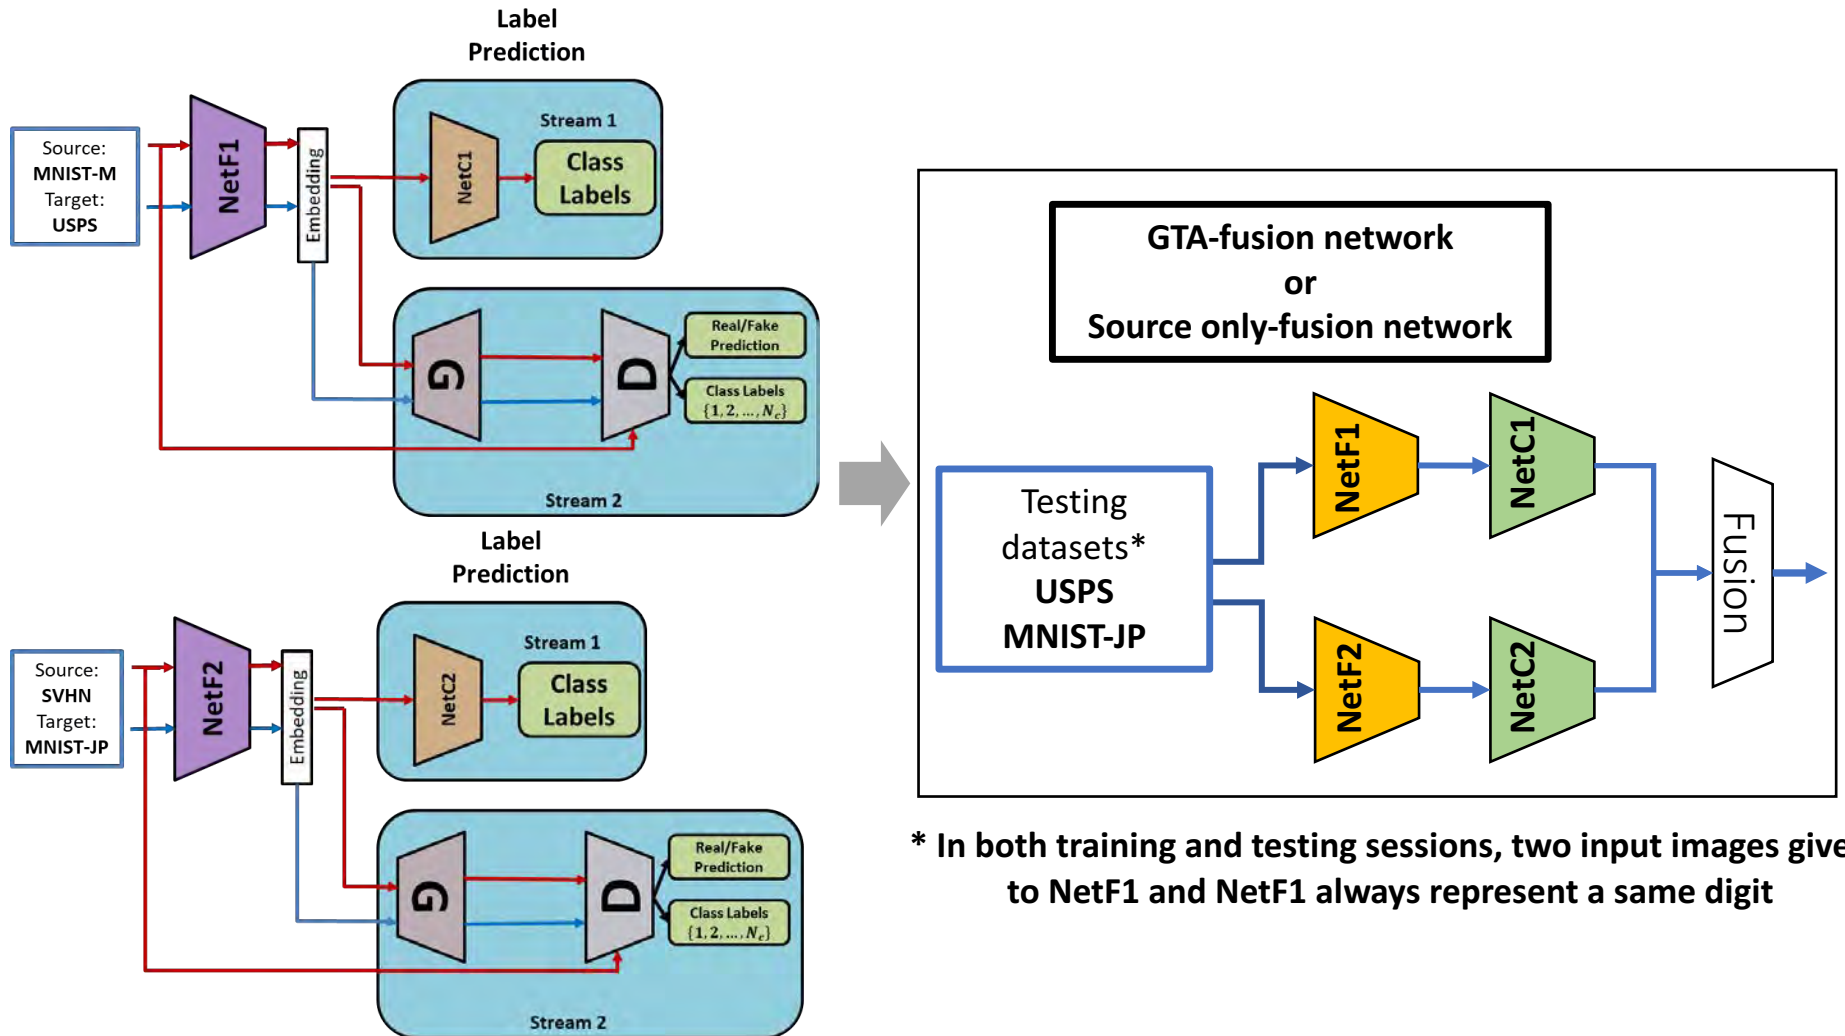 Label
Prediction
Source:
MNIST-M
Target:
USPS
NetF1
Embedding
NetC1
Stream 1
Class
Labels
G
D
Real/Fake
Prediction
Class Labels
{1, 2, ..., N_c}
Stream 2
Label
Prediction
Source:
SVHN
Target:
MNIST-JP
NetF2
Embedding
NetC2
Stream 1
Class
Labels
G
D
Real/Fake
Prediction
Class Labels
{1, 2, ..., N_c}
Stream 2
GTA-fusion network
or
Source only-fusion network
Testing
datasets*
USPS
MNIST-JP
NetF1
NetC1
NetF2
NetC2
Fusion
* In both training and testing sessions, two input images give
to NetF1 and NetF1 always represent a same digit